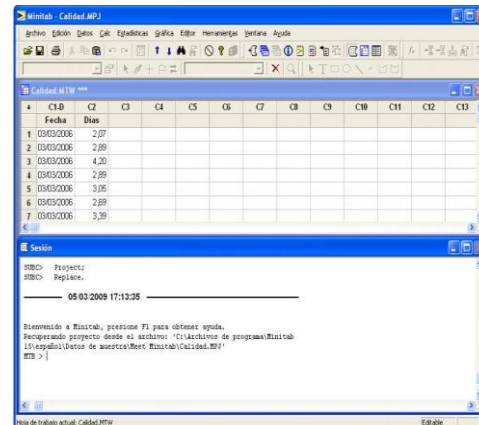 Minitab - Calidad.MPJ
Archivo Edición Datos Calc Estadísticas Gráfica Editor Herramientas Ventana Ayuda
Calidad.MTW ***
C1-D C2 C3 C4 C5 C6 C7 C8 C9 C10 C11 C12 C13
Fecha Días
1 03/03/2006 2,07
2 03/03/2006 2,89
3 03/03/2006 4,20
4 03/03/2006 2,89
5 03/03/2006 3,05
6 03/03/2006 2,69
7 03/03/2006 3,39
Sesión
SUBC> Project;
SUBC> Replace.
05/03/2009 17:13:35
Bienvenido a Minitab, presione F1 para obtener ayuda.
Recuperando proyecto desde el archivo: 'C:\Archivos de programa\Minitab
15\español\Datos de muestra\Meet Minitab\Calidad.MPJ'
MTB >
Hoja de trabajo actual: Calidad.MTW Editable